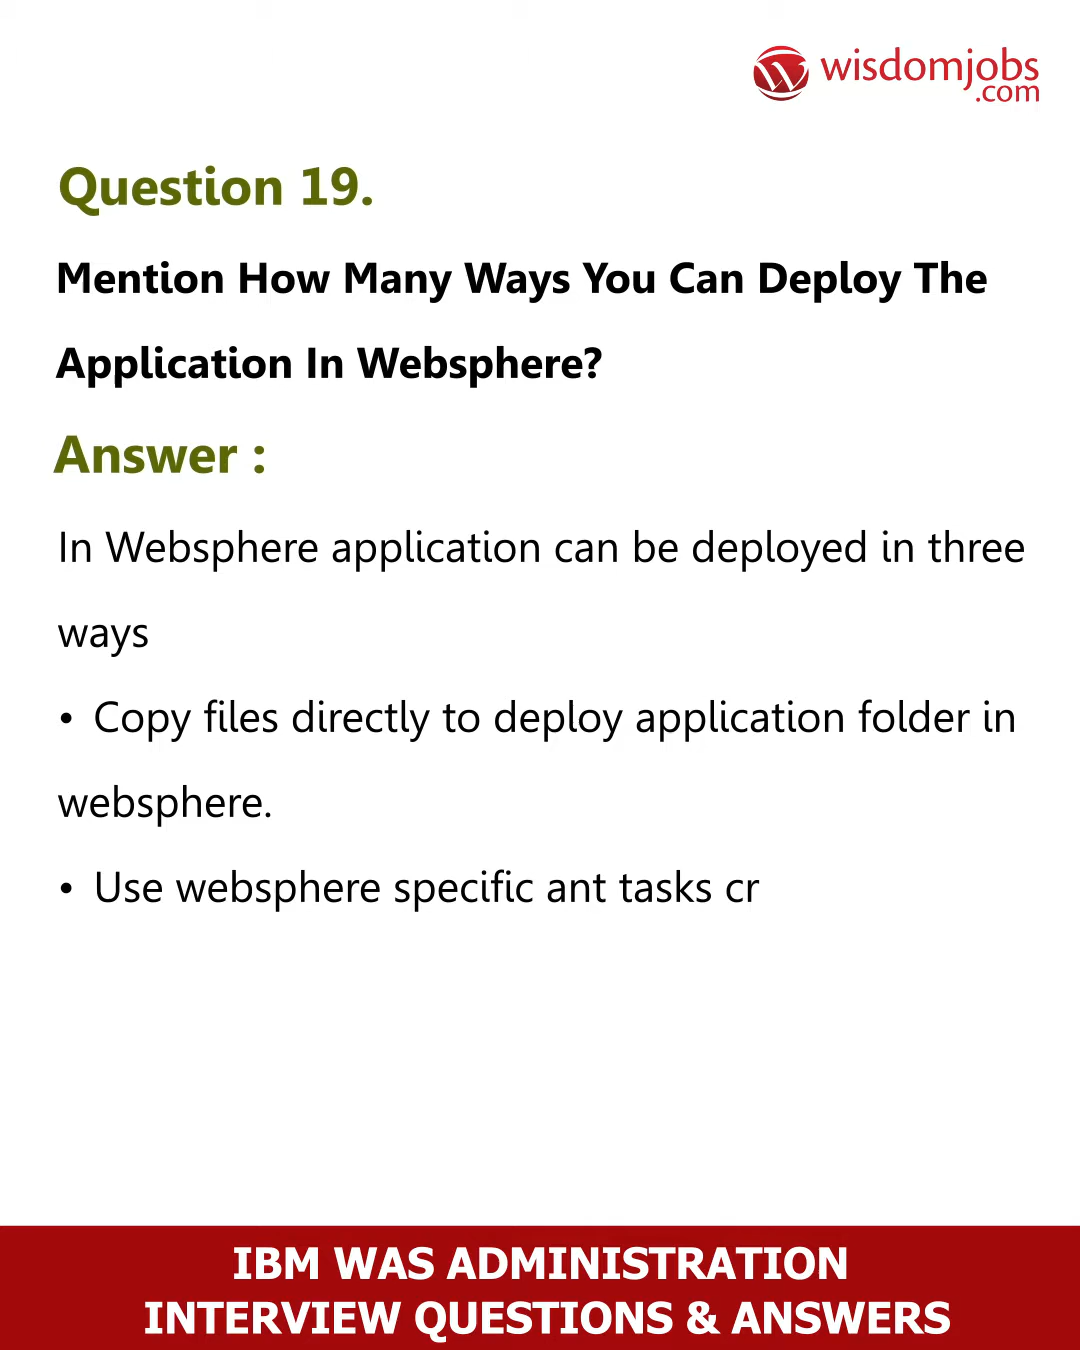 wisdomjobs
.com
Question 19.
Mention How Many Ways You Can Deploy The
Application In Websphere?
Answer :
In Websphere application can be deployed in three
ways
• Copy files directly to deploy application folder in
websphere.
• Use websphere specific ant tasks cr
IBM WAS ADMINISTRATION
INTERVIEW QUESTIONS & ANSWERS